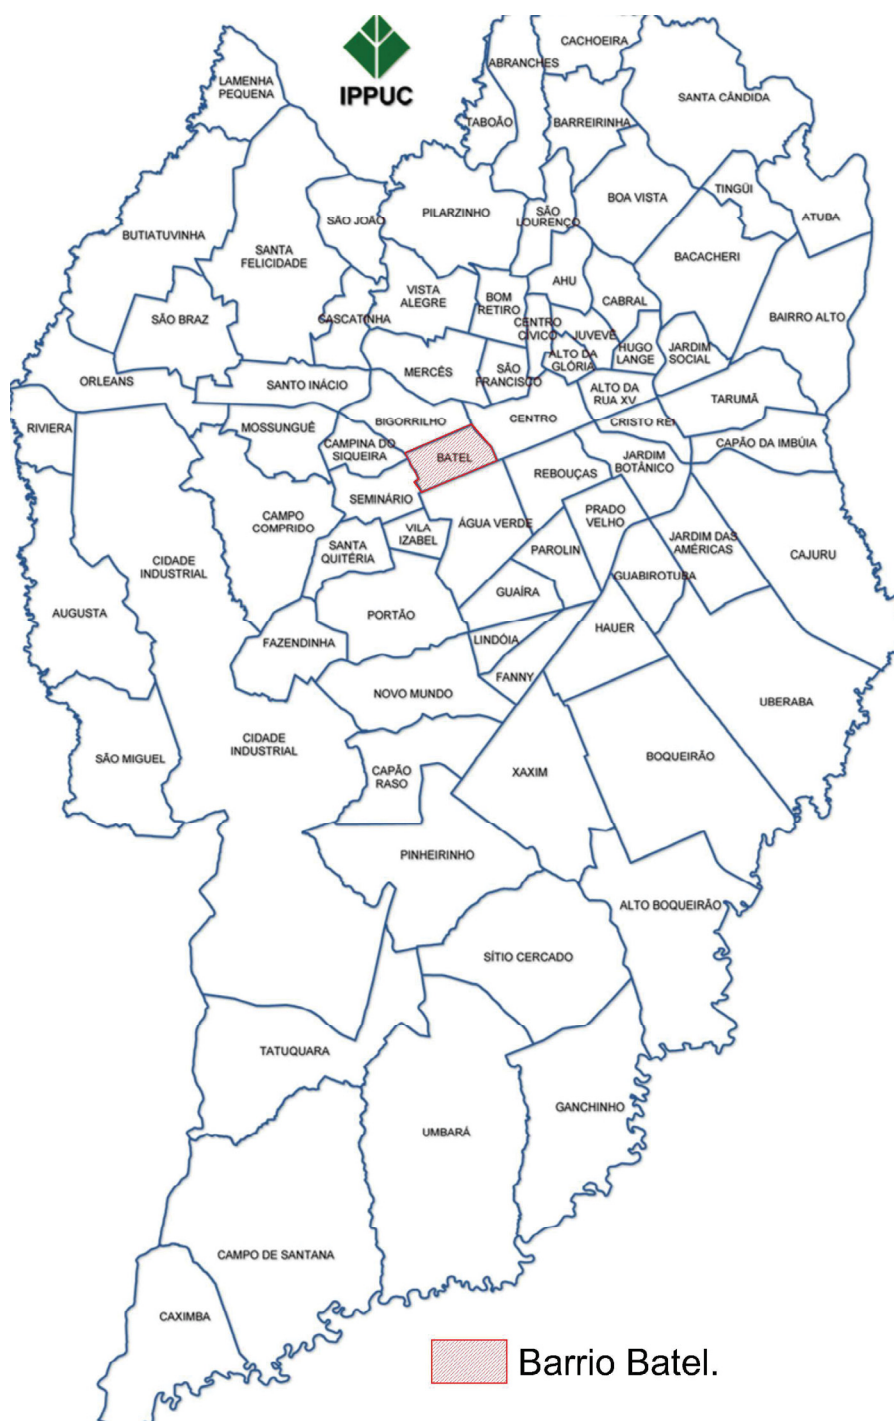 CACHOEIRA
ABRANCHES
LAMENHA
PEQUENA
IPPUC
SANTA CÂNDIDA
TABOÃO
BARREIRINHA
TINGÜI
BOA VISTA
PILARZINHO
SÃO
LOURENÇO
SÃO JOÃO
ATUBA
BUTIATUVINHA
SANTA
FELICIDADE
BACACHERI
AHU
VISTA
ALEGRE
BOM
RETIRO
CABRAL
SÃO BRAZ
CASCATINHA
CENTRO
CÍVICO
JUVEVÊ
BAIRRO ALTO
HUGO
LANGE
JARDIM
SOCIAL
ALTO DA
GLÓRIA
MERCÊS
SÃO
FRANCISCO
ORLEANS
SANTO INÁCIO
ALTO DA
RUA XV
TARUMÃ
RIVIERA
MOSSUNGUÊ
BIGORRILHO
CENTRO
CRISTO REI
CAPÃO DA IMBÚIA
CAMPINA DO
SIQUEIRA
BATEL
JARDIM
BOTÂNICO
REBOUÇAS
SEMINÁRIO
CAMPO
COMPRIDO
ÁGUA VERDE
PRADO
VELHO
VILA
IZABEL
SANTA
QUITÉRIA
PAROLIN
JARDIM DAS
AMÉRICAS
CAJURU
CIDADE
INDUSTRIAL
GUABIROTUBA
GUAÍRA
AUGUSTA
PORTÃO
HAUER
FAZENDINHA
LINDÓIA
FANNY
NOVO MUNDO
UBERABA
CIDADE
INDUSTRIAL
SÃO MIGUEL
BOQUEIRÃO
CAPÃO
RASO
XAXIM
PINHEIRINHO
ALTO BOQUEIRÃO
SÍTIO CERCADO
TATUQUARA
GANCHINHO
UMBARÁ
CAMPO DE SANTANA
CAXIMBA
Barrio Batel.